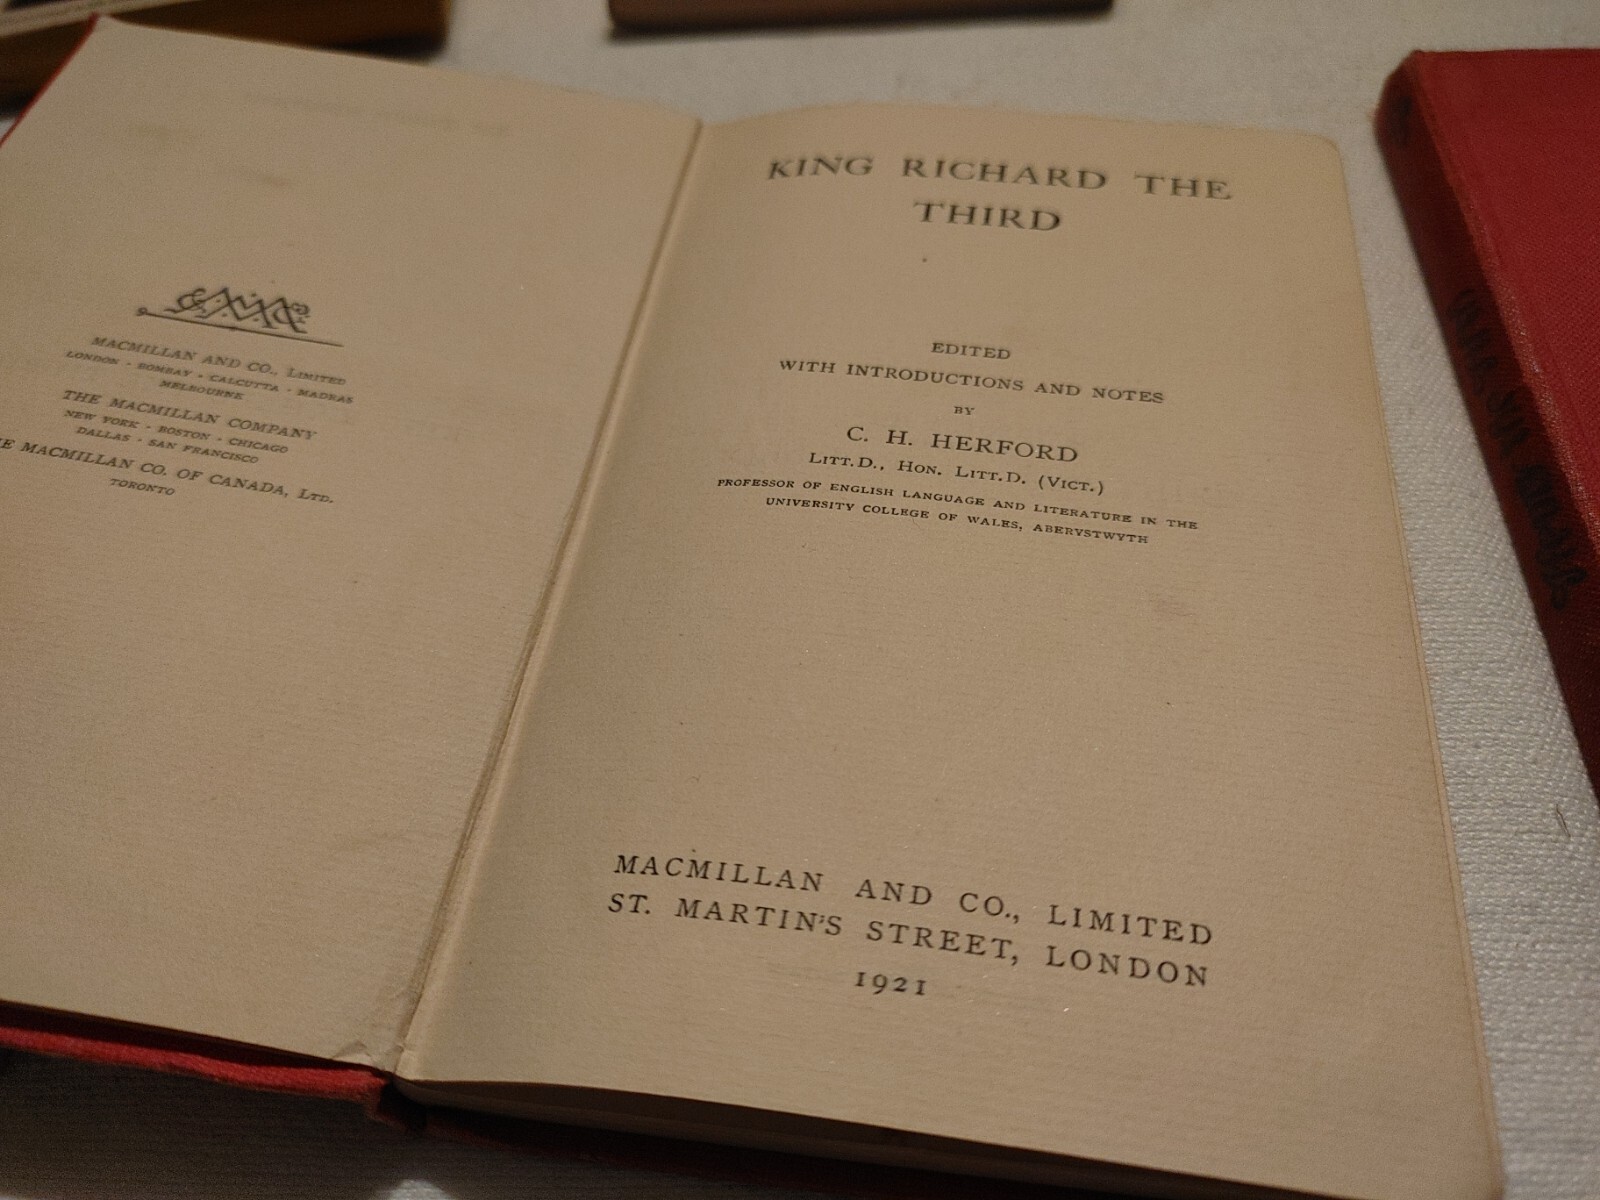 MACMILLAN AND CO., LIMITED
LONDON · BOMBAY · CALCUTTA · MADRAS
MELBOURNE
THE MACMILLAN COMPANY
NEW YORK · BOSTON · CHICAGO
DALLAS · SAN FRANCISCO
E MACMILLAN CO. OF CANADA, LTD.
TORONTO
KING RICHARD THE
THIRD
EDITED
WITH INTRODUCTIONS AND NOTES
BY
C. H. HERFORD
LITT.D., HON. LITT.D. (VICT.)
PROFESSOR OF ENGLISH LANGUAGE AND LITERATURE IN THE
UNIVERSITY COLLEGE OF WALES, ABERYSTWYTH
MACMILLAN AND CO., LIMITED
ST. MARTIN'S STREET, LONDON
1921